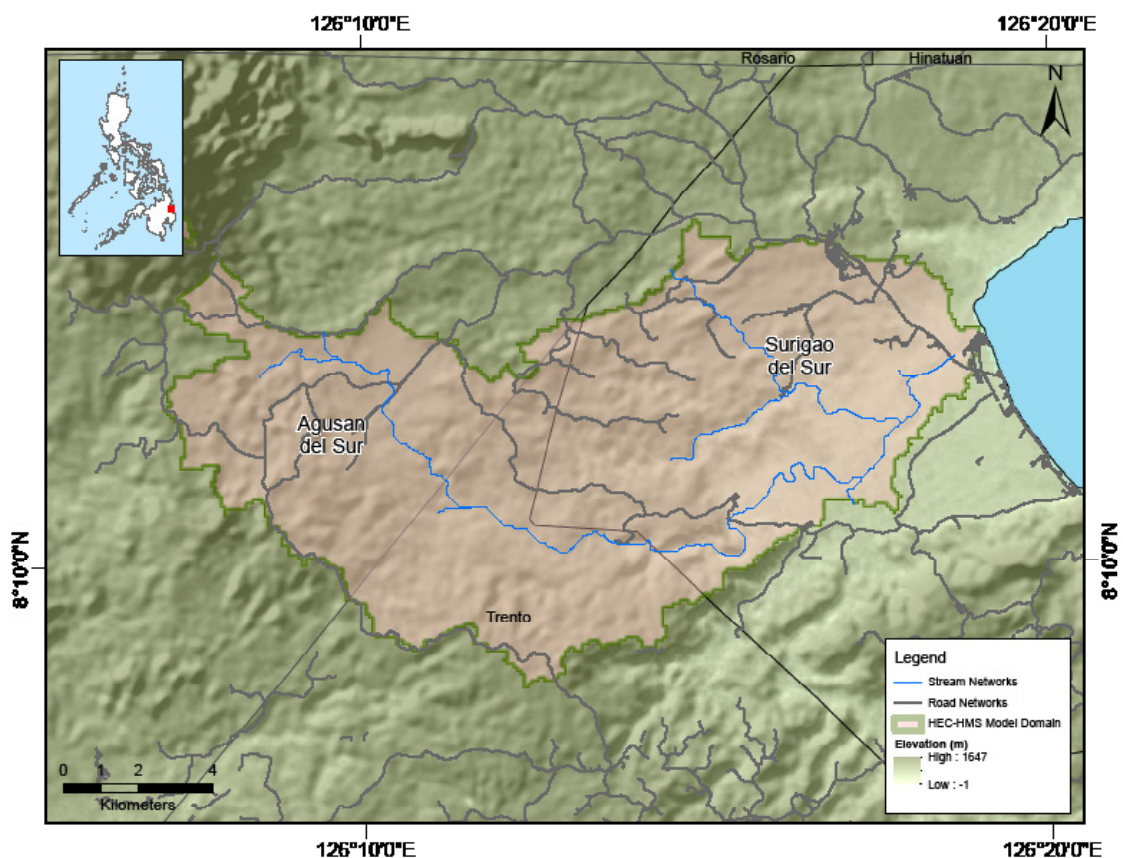 126°10'0"E
126°20'0"E
Rosario
Hinatuan
N
Surigao
del Sur
Agusan
del Sur
8°10'0"N
8°10'0"N
Trento
Legend
Stream Networks
Road Networks
HEC-HMS Model Domain
Elevation (m)
High : 1647
Low : -1
0 1 2 4
Kilometers
126°10'0"E
126°20'0"E